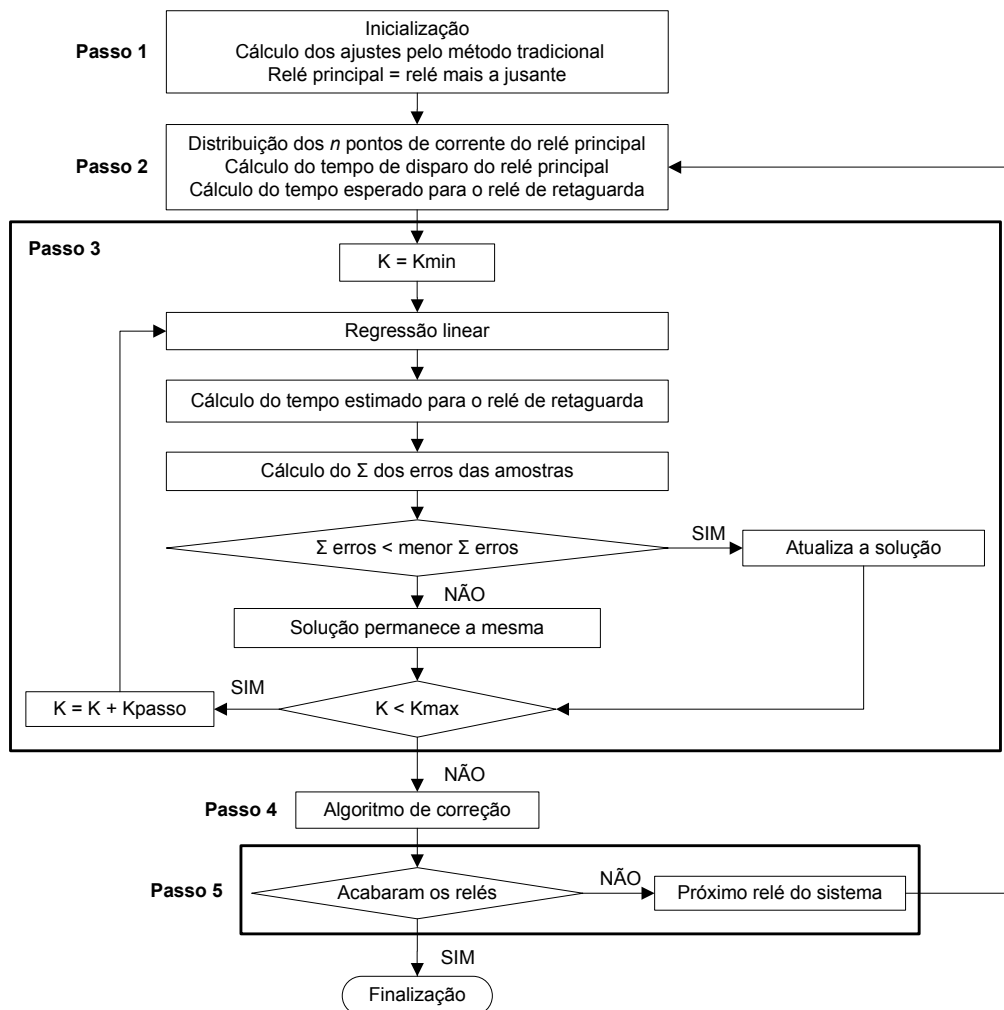 Passo 1
Inicialização
Cálculo dos ajustes pelo método tradicional
Relé principal = relé mais a jusante
Passo 2
Distribuição dos n pontos de corrente do relé principal
Cálculo do tempo de disparo do relé principal
Cálculo do tempo esperado para o relé de retaguarda
Passo 3
K = Kmin
Regressão linear
Cálculo do tempo estimado para o relé de retaguarda
Cálculo do Σ dos erros das amostras
Σ erros < menor Σ erros
SIM
Atualiza a solução
NÃO
Solução permanece a mesma
K < Kmax
SIM
K = K + Kpasso
NÃO
Passo 4
Algoritmo de correção
Passo 5
Acabaram os relés
NÃO
Próximo relé do sistema
SIM
Finalização